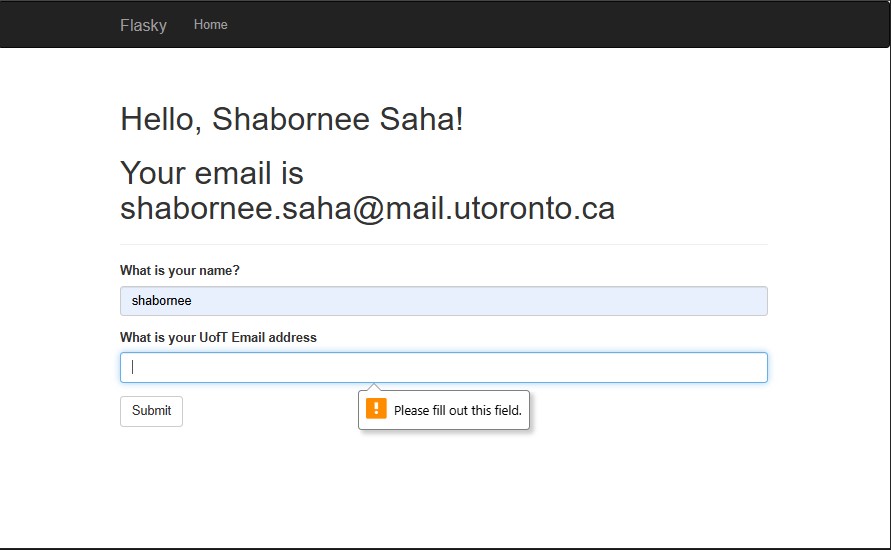 Flasky Home
Hello, Shabornee Saha!
Your email is
shabornee.saha@mail.utoronto.ca
What is your name?
shabornee
What is your UofT Email address
Submit
Please fill out this field.